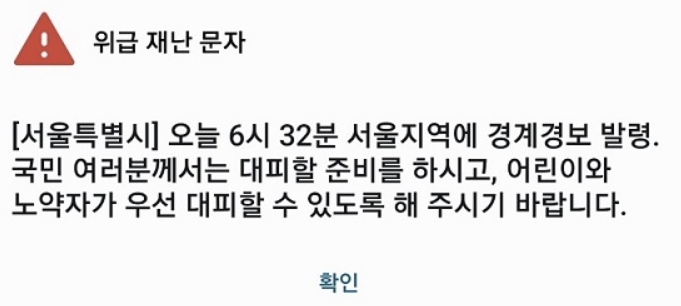 위급 재난 문자
[서울특별시] 오늘 6시 32분 서울지역에 경계경보 발령.
국민 여러분께서는 대피할 준비를 하시고, 어린이와
노약자가 우선 대피할 수 있도록 해 주시기 바랍니다.
확인